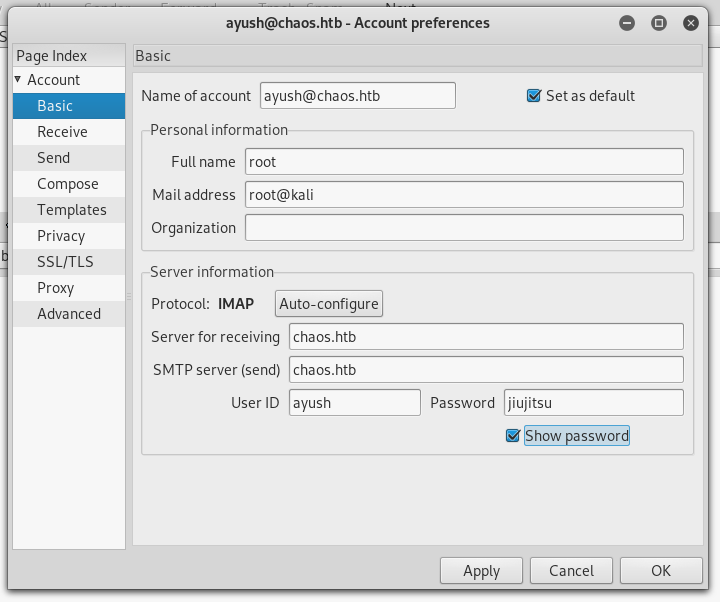 ayush@chaos.htb - Account preferences
Page Index
Account
Basic
Receive
Send
Compose
Templates
Privacy
SSL/TLS
Proxy
Advanced
Basic
Name of account ayush@chaos.htb Set as default
Personal information
Full name root
Mail address root@kali
Organization
Server information
Protocol: IMAP Auto-configure
Server for receiving chaos.htb
SMTP server (send) chaos.htb
User ID ayush Password jiujitsu
Show password
Apply Cancel OK